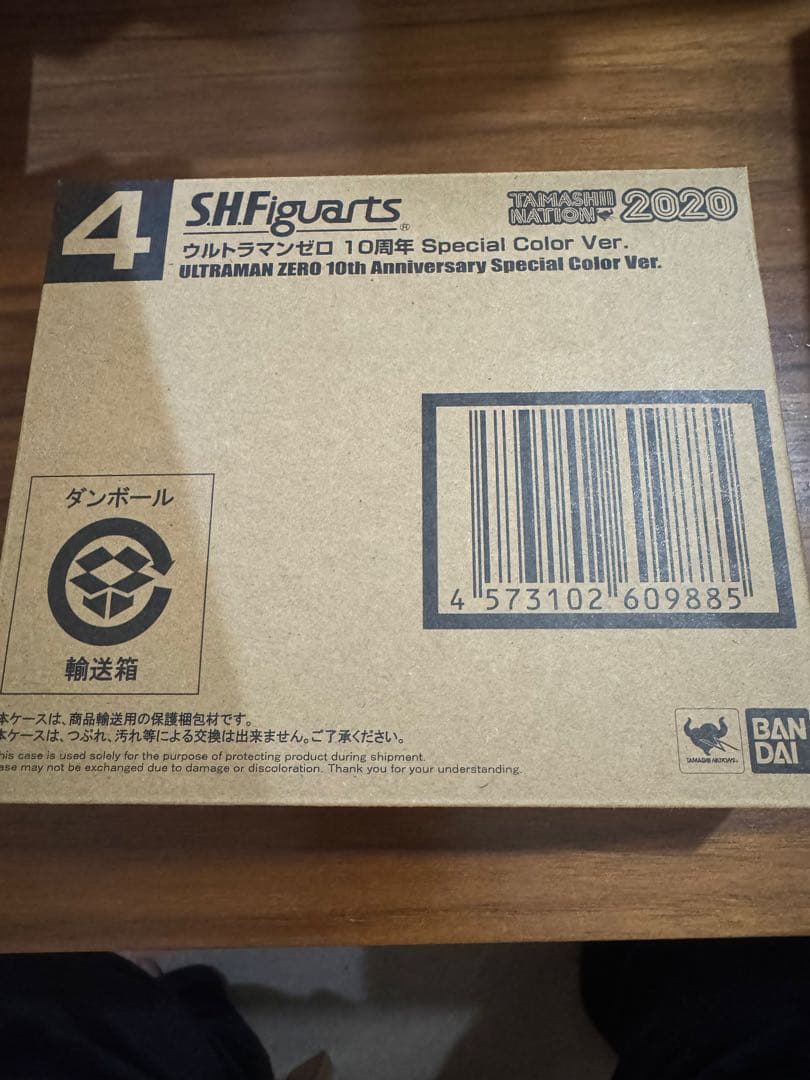 4
S.H.Figuarts®
TAMASHII NATION 2020
ウルトラマンゼロ 10周年 Special Color Ver.
ULTRAMAN ZERO 10th Anniversary Special Color Ver.
4 573102 609885
ダンボール
輸送箱
本ケースは、商品輸送用の保護梱包材です。
本ケースは、つぶれ、汚れ等による交換は出来ません。ご了承ください。
his case is used solely for the purpose of protecting product during shipment.
ase may not be exchanged due to damage or discoloration. Thank you for your understanding.
TAMASHII NATIONS
BAN
DAI